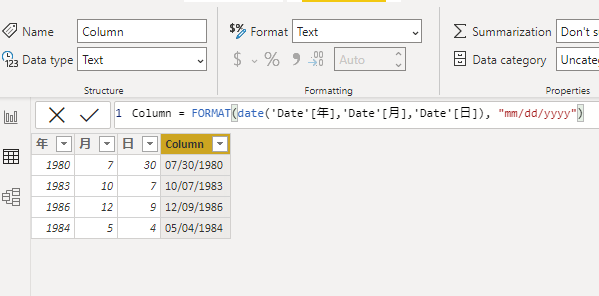 Name Column
Format Text
Summarization Don't s
Data type Text
$ % Auto
Data category Uncate
Structure
Formatting
Properties
1 Column = FORMAT(date('Date'[年],'Date'[月],'Date'[日]), "mm/dd/yyyy")
年 月 日 Column
1980 7 30 07/30/1980
1983 10 7 10/07/1983
1986 12 9 12/09/1986
1984 5 4 05/04/1984